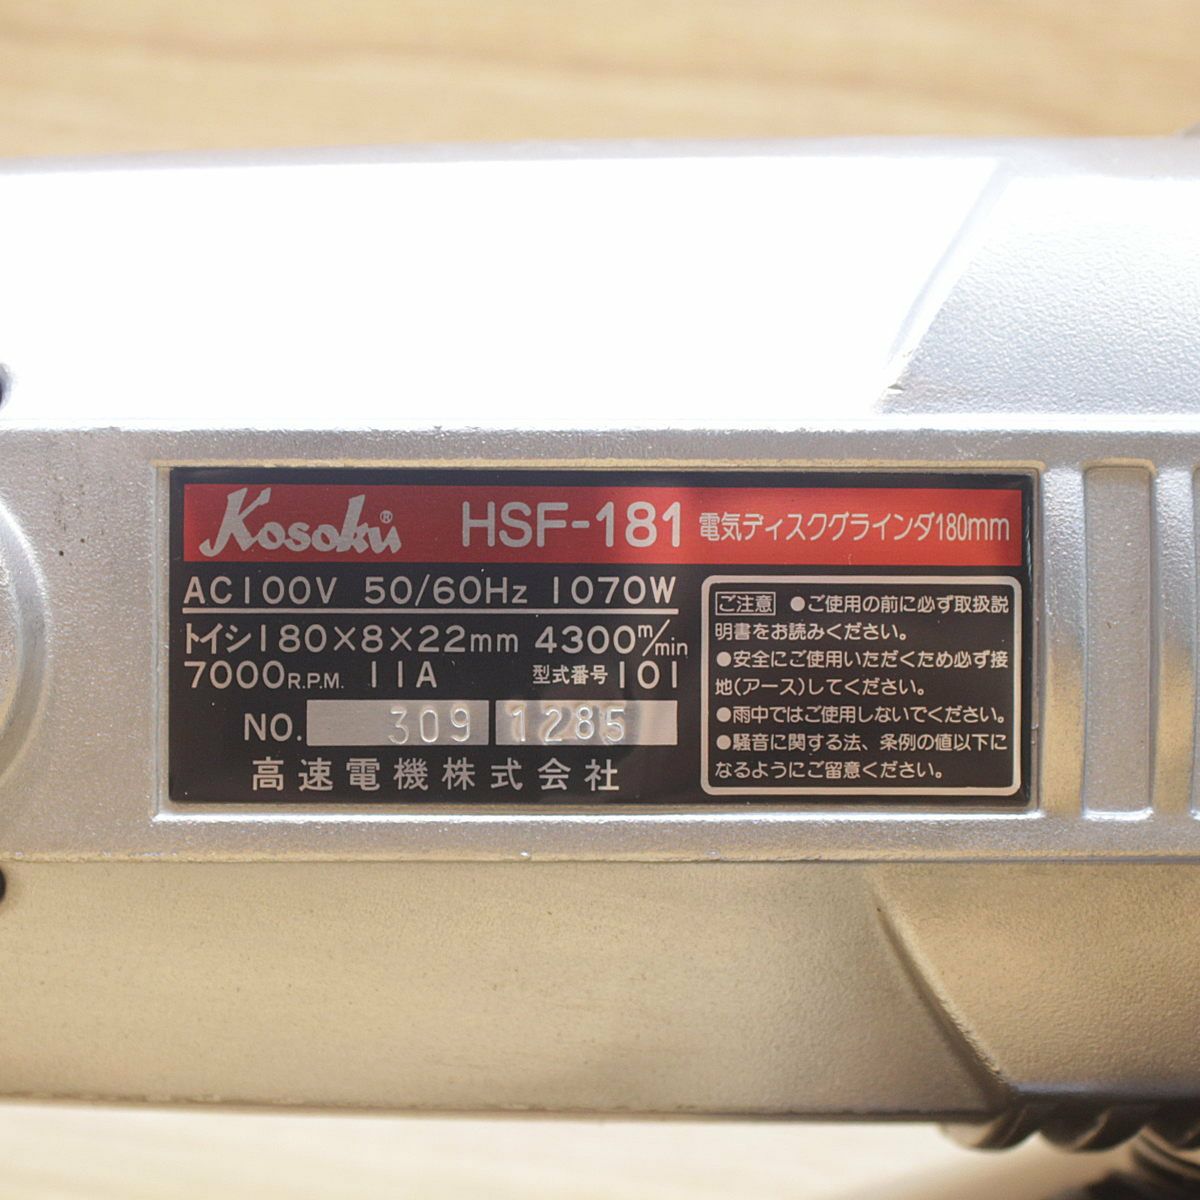 Kosoku® HSF-181 電気ディスクグラインダ180mm
AC100V 50/60Hz 1070W
トイシ180×8×22mm 4300m/min
7000R.P.M. 11A 型式番号101
NO. 309 1285
高速電機株式会社
ご注意 ●ご使用の前に必ず取扱説
明書をお読みください。
●安全にご使用いただくため必ず接
地(アース)してください。
●雨中ではご使用しないでください。
●騒音に関する法、条例の値以下に
なるようにご留意ください。